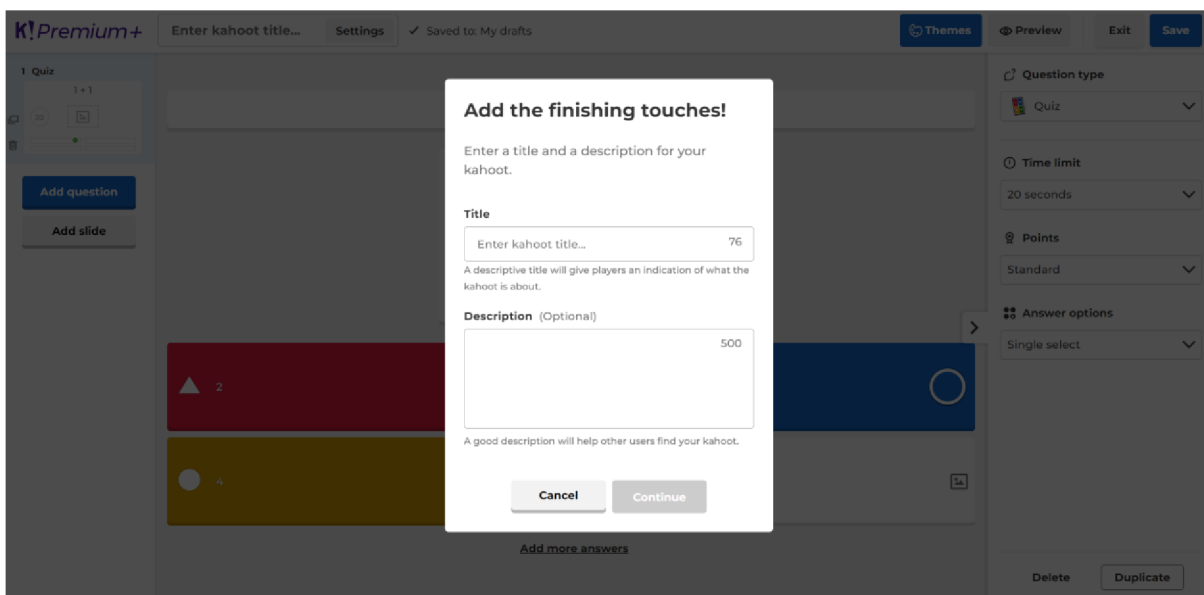 K!Premium+ Enter kahoot title... Settings ✓ Saved to: My drafts Themes Preview Exit Save
1 Quiz
1 + 1
20
Add question
Add slide
2
4
Add more answers
Add the finishing touches!
Enter a title and a description for your
kahoot.
Title
Enter kahoot title... 76
A descriptive title will give players an indication of what the
kahoot is about.
Description (Optional)
500
A good description will help other users find your kahoot.
Cancel Continue
Question type
Quiz
Time limit
20 seconds
Points
Standard
Answer options
Single select
Delete Duplicate